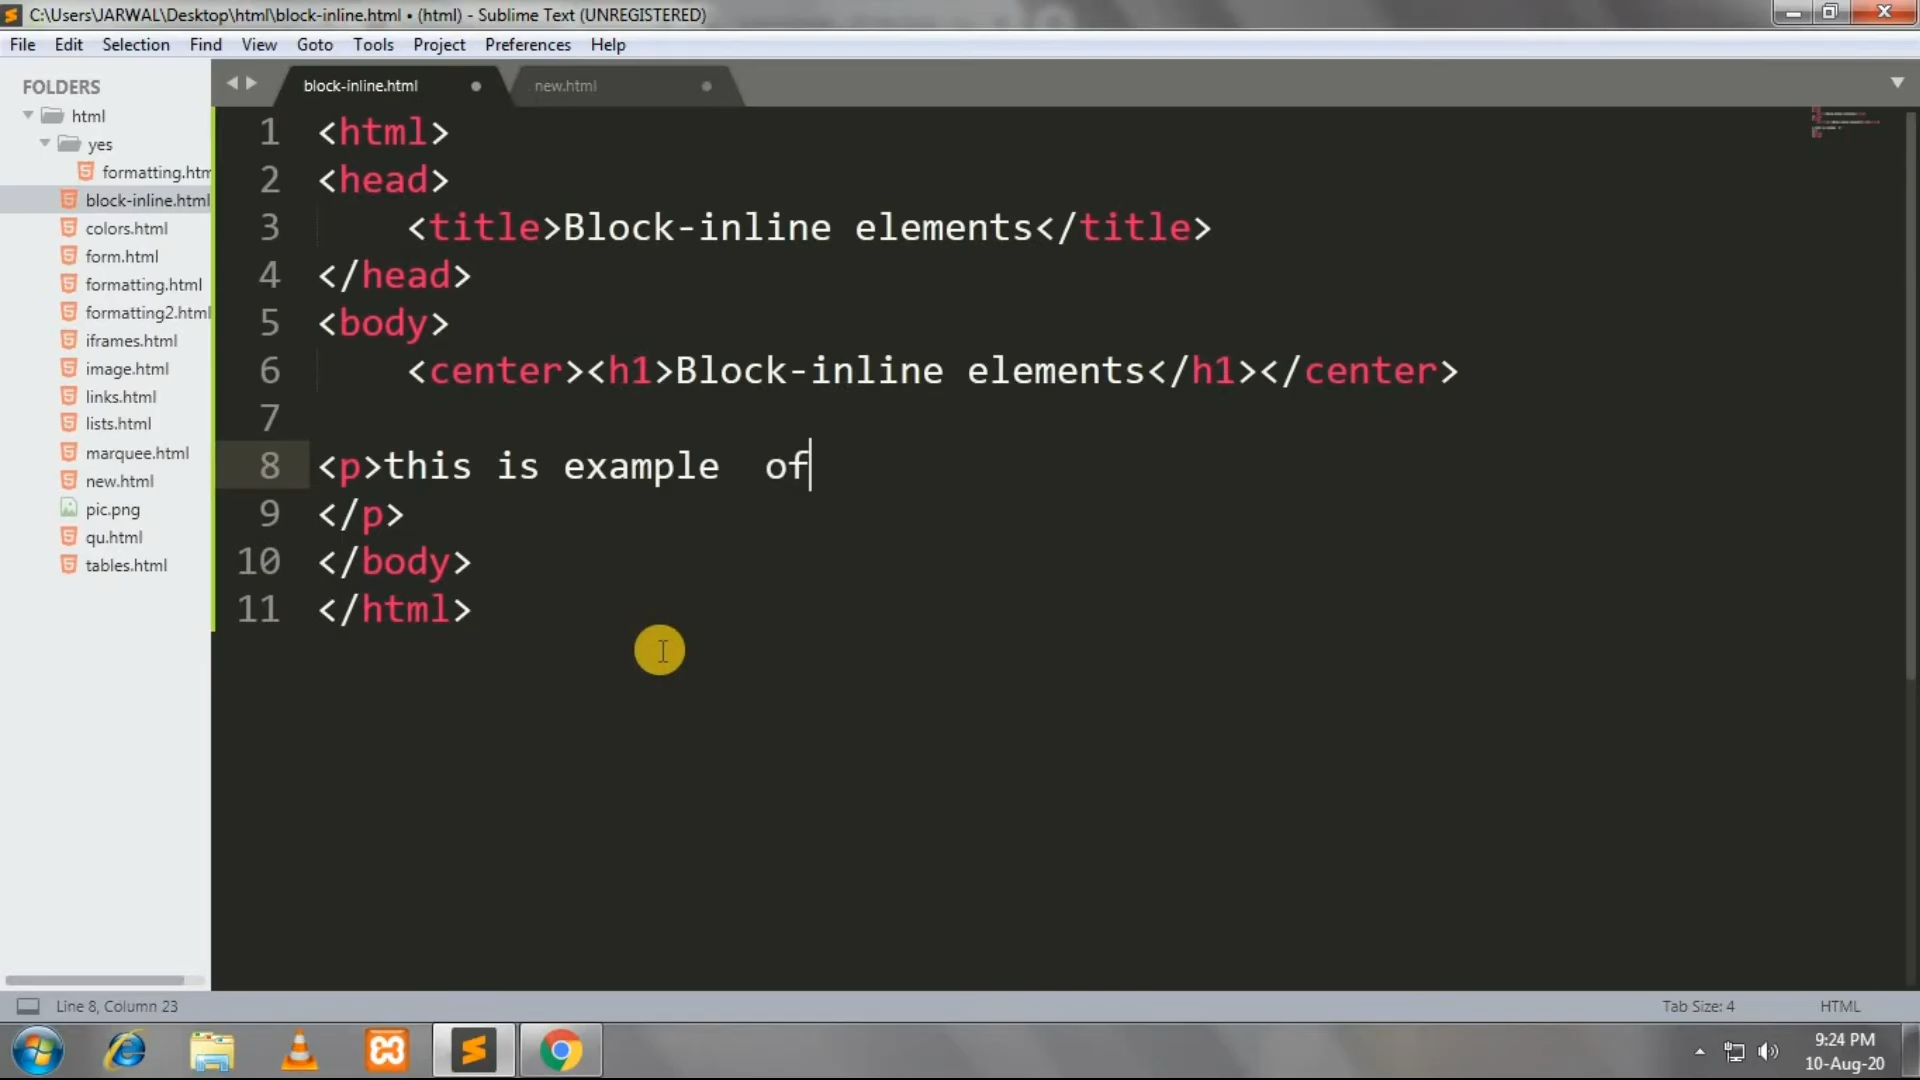 C:\Users\JARWAL\Desktop\html\block-inline.html • (html) - Sublime Text (UNREGISTERED)
File Edit Selection Find View Goto Tools Project Preferences Help
FOLDERS
html
yes
formatting.htm
block-inline.html
colors.html
form.html
formatting.html
formatting2.html
iframes.html
image.html
links.html
lists.html
marquee.html
new.html
pic.png
qu.html
tables.html
block-inline.html new.html
1 <html>
2 <head>
3 <title>Block-inline elements</title>
4 </head>
5 <body>
6 <center><h1>Block-inline elements</h1></center>
7
8 <p>this is example  of
9 </p>
10 </body>
11 </html>
Line 8, Column 23 Tab Size: 4 HTML
9:24 PM
10-Aug-20